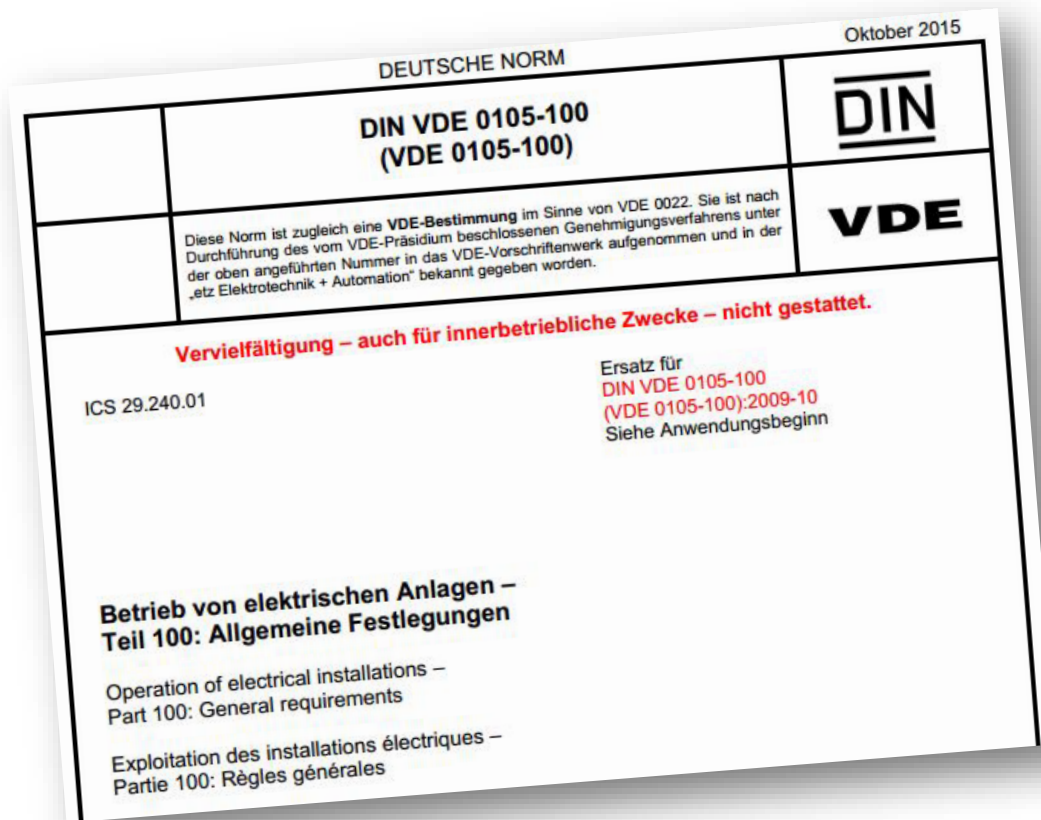 Oktober 2015
DEUTSCHE NORM
DIN VDE 0105-100
(VDE 0105-100)
DIN
Diese Norm ist zugleich eine VDE-Bestimmung im Sinne von VDE 0022. Sie ist nach
Durchführung des vom VDE-Präsidium beschlossenen Genehmigungsverfahrens unter
der oben angeführten Nummer in das VDE-Vorschriftenwerk aufgenommen und in der
„etz Elektrotechnik + Automation“ bekannt gegeben worden.
VDE
Vervielfältigung – auch für innerbetriebliche Zwecke – nicht gestattet.
ICS 29.240.01
Ersatz für
DIN VDE 0105-100
(VDE 0105-100):2009-10
Siehe Anwendungsbeginn
Betrieb von elektrischen Anlagen –
Teil 100: Allgemeine Festlegungen
Operation of electrical installations –
Part 100: General requirements
Exploitation des installations électriques –
Partie 100: Règles générales